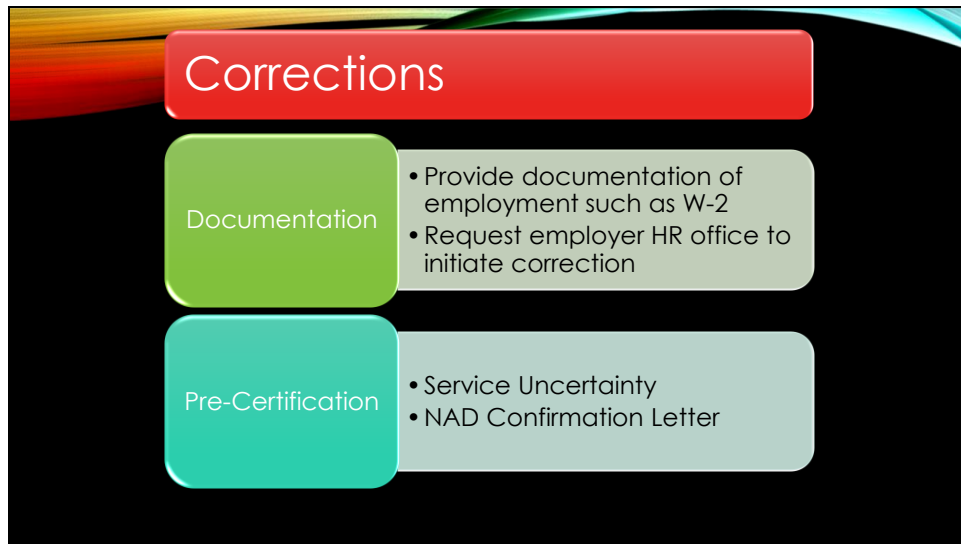 Corrections
Documentation
• Provide documentation of
employment such as W-2
• Request employer HR office to
initiate correction
Pre-Certification
• Service Uncertainty
• NAD Confirmation Letter